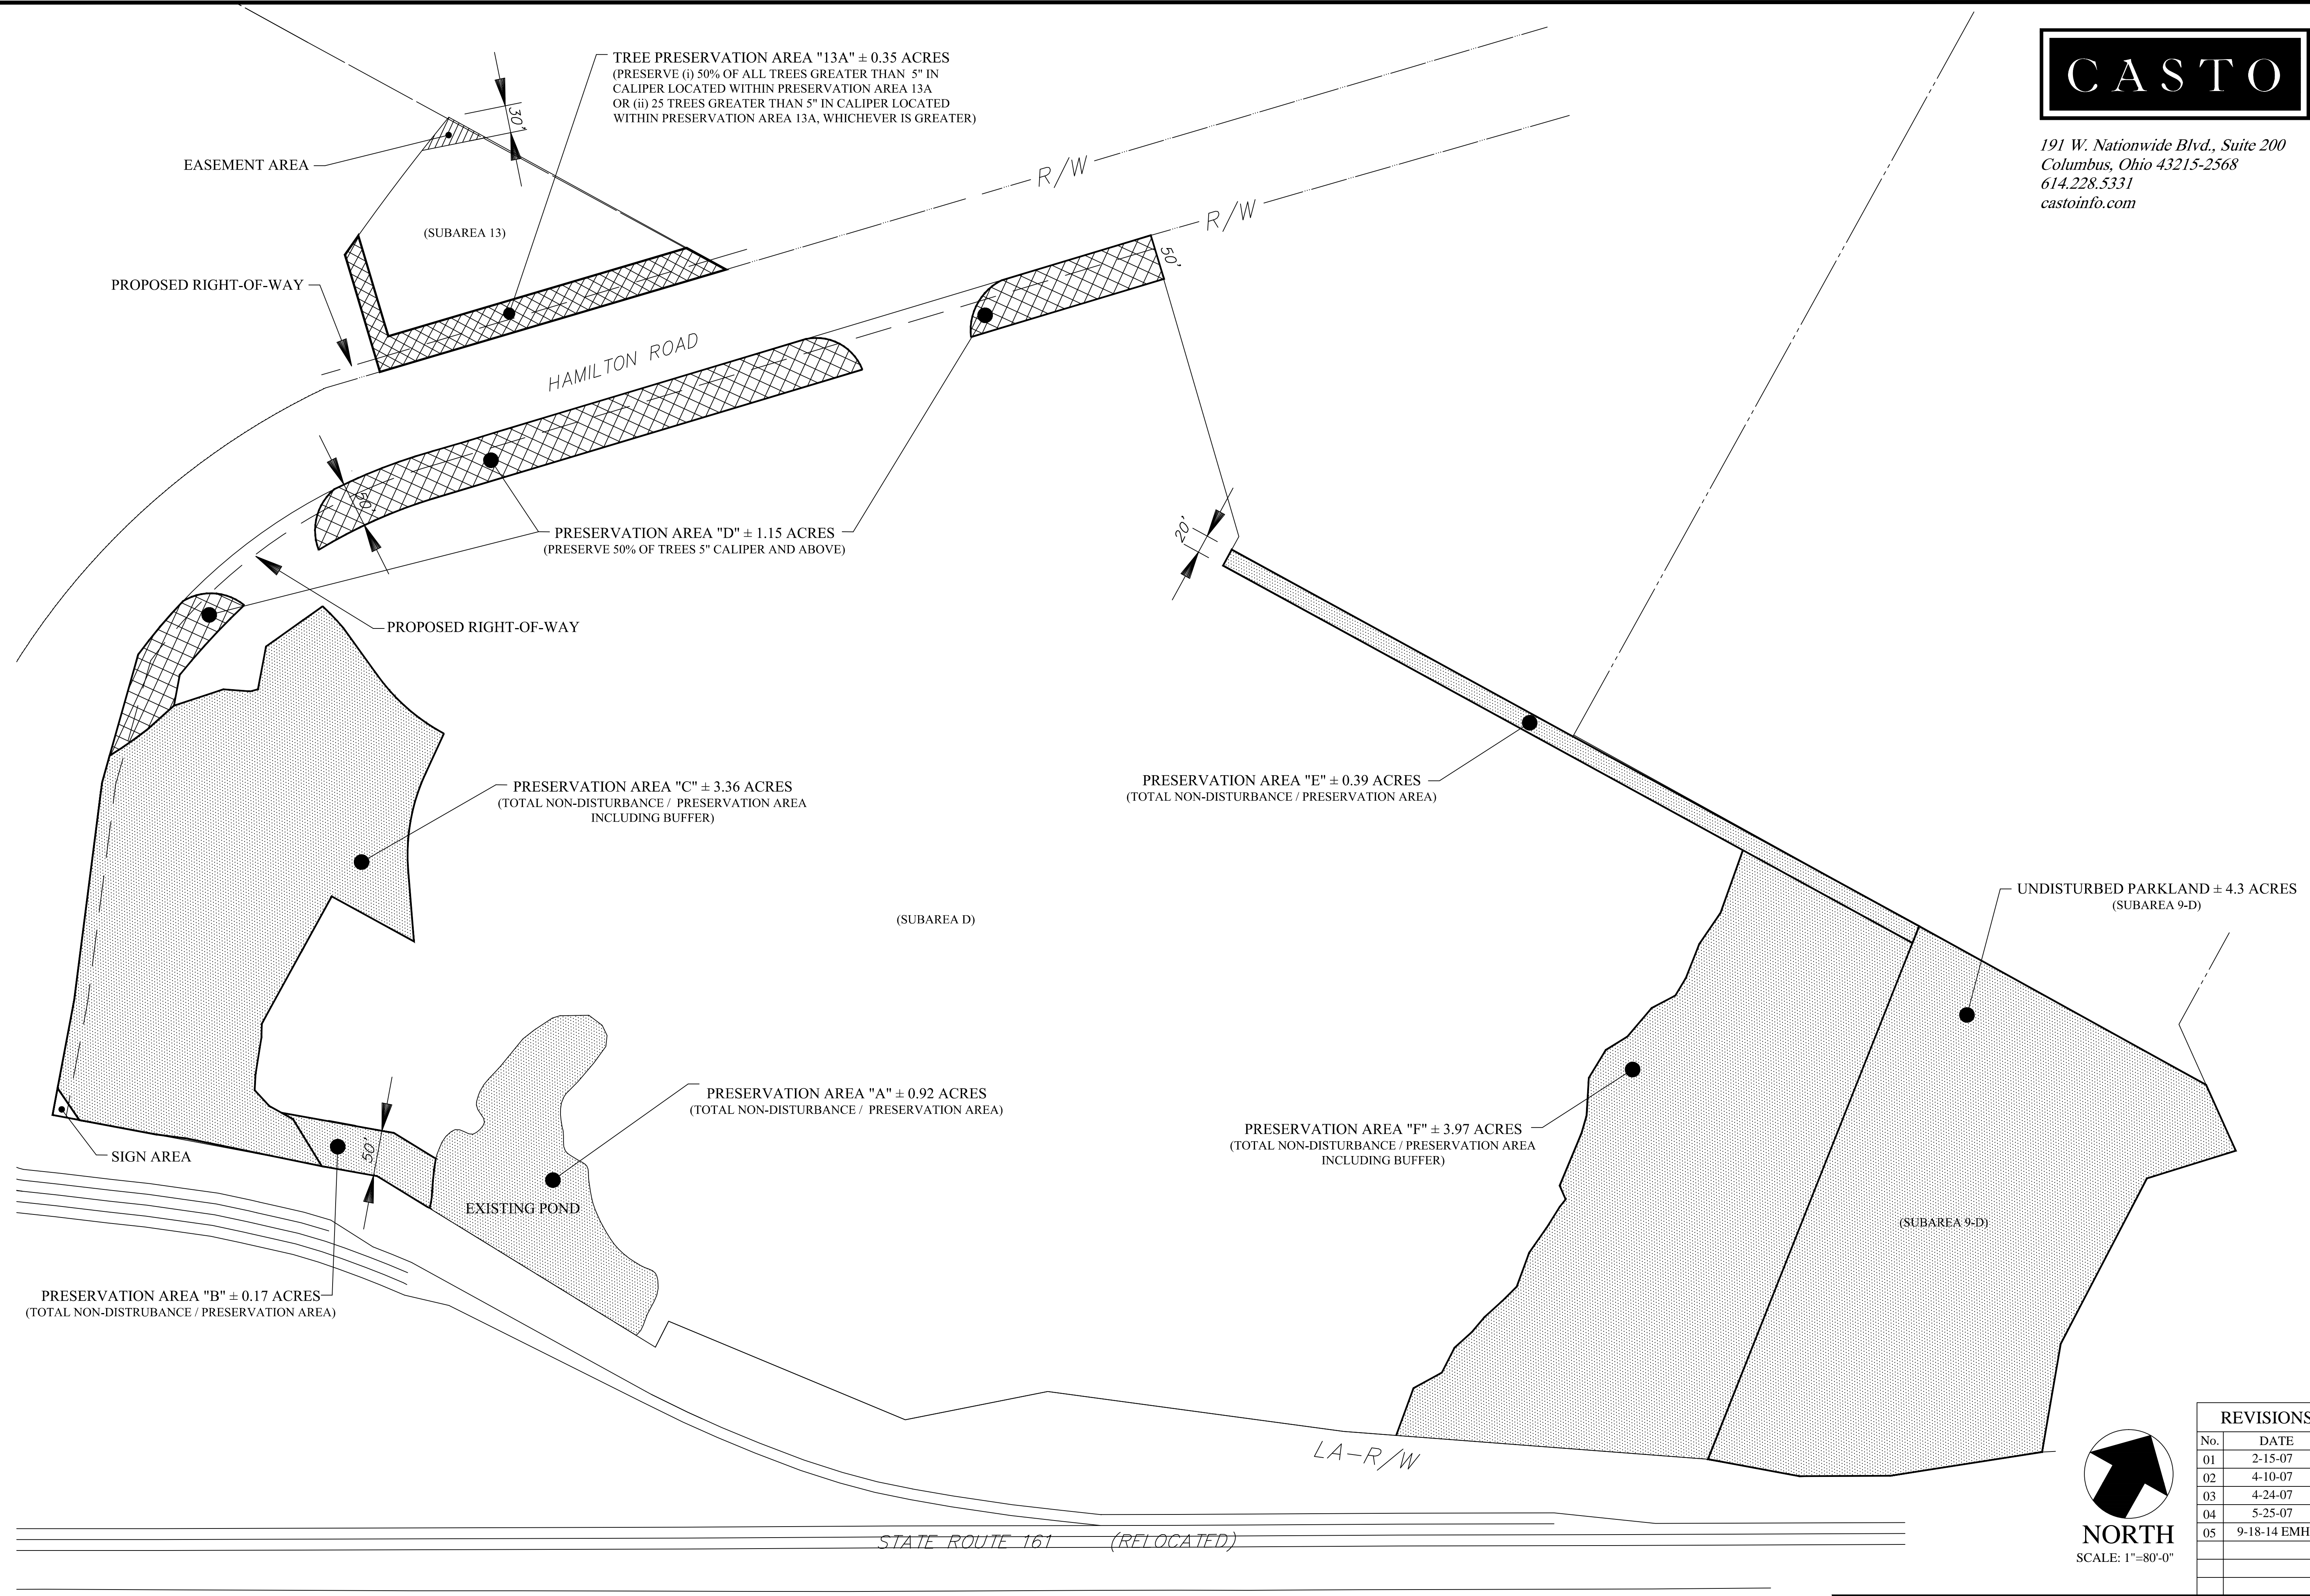 TREE PRESERVATION AREA "13A" ± 0.35 ACRES
(PRESERVE (i) 50% OF ALL TREES GREATER THAN 5" IN
CALIPER LOCATED WITHIN PRESERVATION AREA 13A
OR (ii) 25 TREES GREATER THAN 5" IN CALIPER LOCATED
WITHIN PRESERVATION AREA 13A, WHICHEVER IS GREATER)
CASTO
191 W. Nationwide Blvd., Suite 200
Columbus, Ohio 43215-2568
614.228.5331
castoinfo.com
30'
EASEMENT AREA
R/W
R/W
(SUBAREA 13)
50'
PROPOSED RIGHT-OF-WAY
HAMILTON ROAD
50'
PRESERVATION AREA "D" ± 1.15 ACRES
(PRESERVE 50% OF TREES 5" CALIPER AND ABOVE)
20'
PROPOSED RIGHT-OF-WAY
PRESERVATION AREA "C" ± 3.36 ACRES
(TOTAL NON-DISTURBANCE / PRESERVATION AREA
INCLUDING BUFFER)
PRESERVATION AREA "E" ± 0.39 ACRES
(TOTAL NON-DISTURBANCE / PRESERVATION AREA)
UNDISTURBED PARKLAND ± 4.3 ACRES
(SUBAREA 9-D)
(SUBAREA D)
PRESERVATION AREA "A" ± 0.92 ACRES
(TOTAL NON-DISTURBANCE / PRESERVATION AREA)
PRESERVATION AREA "F" ± 3.97 ACRES
(TOTAL NON-DISTURBANCE / PRESERVATION AREA
INCLUDING BUFFER)
SIGN AREA
50'
EXISTING POND
(SUBAREA 9-D)
PRESERVATION AREA "B" ± 0.17 ACRES
(TOTAL NON-DISTRUBANCE / PRESERVATION AREA)
LA-R/W
STATE ROUTE 161 (RELOCATED)
NORTH
SCALE: 1"=80'-0"
REVISIONS
No. DATE
01 2-15-07
02 4-10-07
03 4-24-07
04 5-25-07
05 9-18-14 EMH